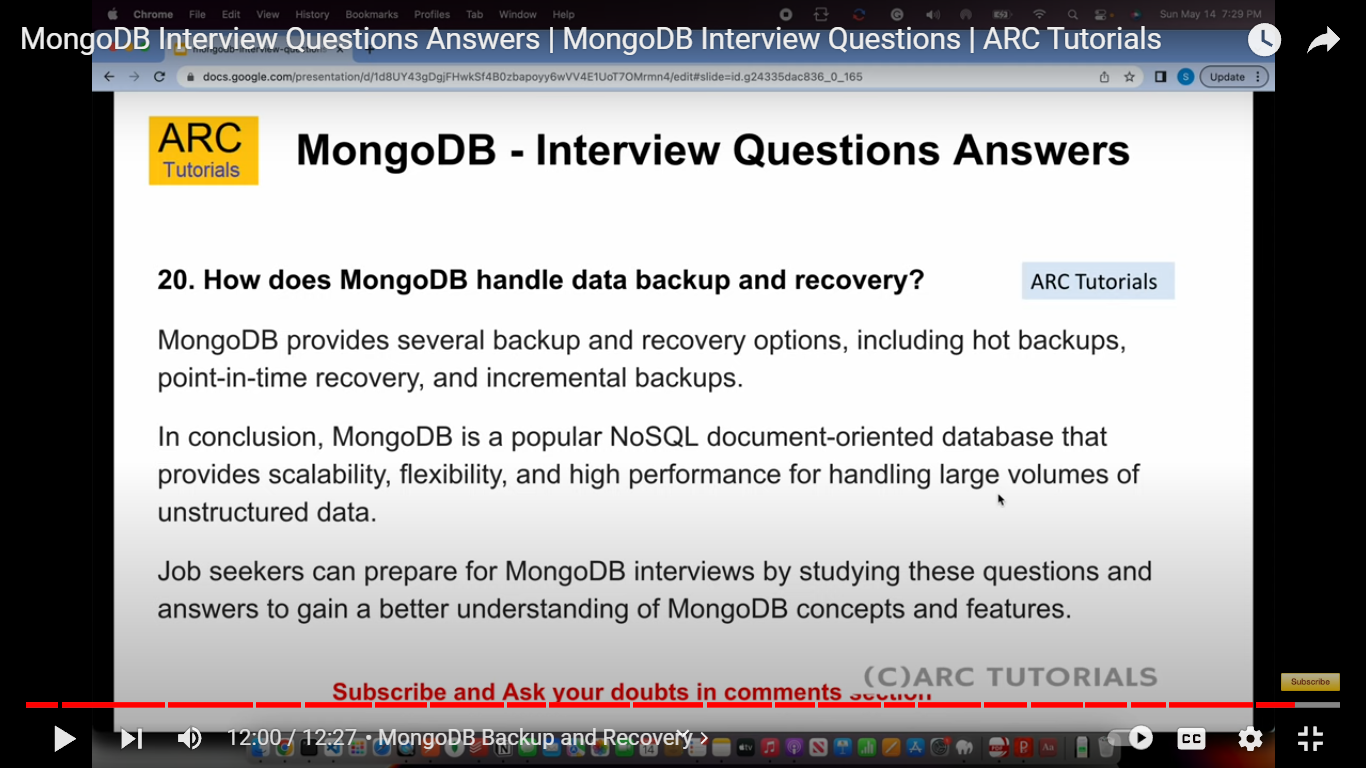 Chrome File Edit View History Bookmarks Profiles Tab Window Help Sun May 14 7:29 PM
MongoDB Interview Questions Answers | MongoDB Interview Questions | ARC Tutorials
docs.google.com/presentation/d/1d8UY43gDgjFHwkSf4B0zbapoyy6wVV4E1UoT7OMrmn4/edit#slide=id.g24335dac836_0_165
S Update
ARC
Tutorials
MongoDB - Interview Questions Answers
20. How does MongoDB handle data backup and recovery?
ARC Tutorials
MongoDB provides several backup and recovery options, including hot backups,
point-in-time recovery, and incremental backups.
In conclusion, MongoDB is a popular NoSQL document-oriented database that
provides scalability, flexibility, and high performance for handling large volumes of
unstructured data.
Job seekers can prepare for MongoDB interviews by studying these questions and
answers to gain a better understanding of MongoDB concepts and features.
(C)ARC TUTORIALS
Subscribe
Subscribe and Ask your doubts in comments section
12:00 / 12:27 • MongoDB Backup and Recovery
CC